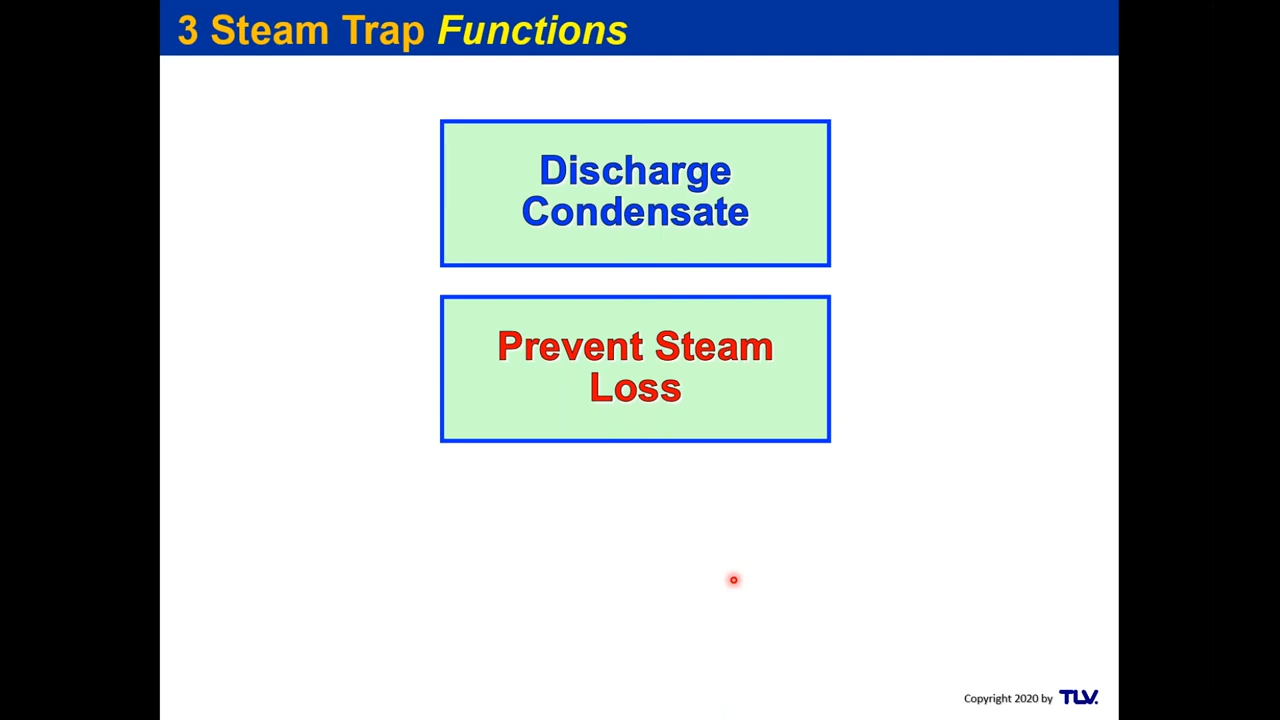 3 Steam Trap Functions
Discharge
Condensate
Prevent Steam
Loss
Copyright 2020 by TLV.